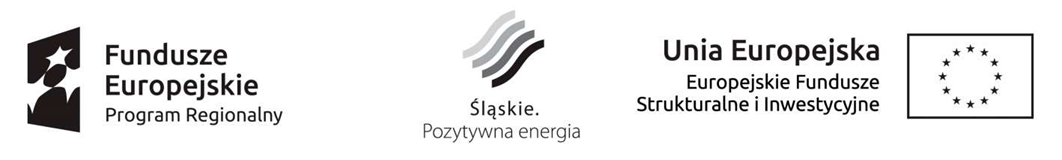 Fundusze
Europejskie
Program Regionalny
Śląskie.
Pozytywna energia
Unia Europejska
Europejskie Fundusze
Strukturalne i Inwestycyjne